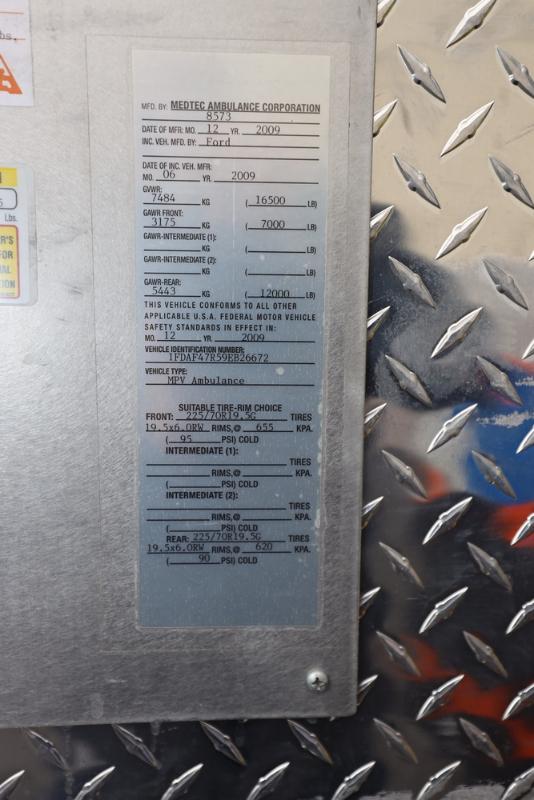 bs.
Lbs.
R'S
FOR
AL
TION
MFD. BY: MEDTEC AMBULANCE CORPORATION
8573
DATE OF MFR: MO. 12 YR. 2009
INC. VEH. MFD. BY: Ford
DATE OF INC. VEH. MFR:
MO. 06 YR. 2009
GVWR:
7484 KG (16500 LB)
GAWR FRONT:
3175 KG (7000 LB)
GAWR-INTERMEDIATE (1):
KG ( LB)
GAWR-INTERMEDIATE (2):
KG ( LB)
GAWR-REAR:
5443 KG (12000 LB)
THIS VEHICLE CONFORMS TO ALL OTHER
APPLICABLE U.S.A. FEDERAL MOTOR VEHICLE
SAFETY STANDARDS IN EFFECT IN:
MO. 12 YR. 2009
VEHICLE IDENTIFICATION NUMBER:
1FDAF47R59EB26672
VEHICLE TYPE:
MPV Ambulance
SUITABLE TIRE-RIM CHOICE
FRONT: 225/70R19.5G TIRES
19.5x6.0RW RIMS,@ 655 KPA.
( 95 PSI) COLD
INTERMEDIATE (1):
TIRES
RIMS,@ KPA.
( PSI) COLD
INTERMEDIATE (2):
TIRES
RIMS,@ KPA.
( PSI) COLD
REAR: 225/70R19.5G TIRES
19.5x6.0RW RIMS,@ 620 KPA.
( 90 PSI) COLD